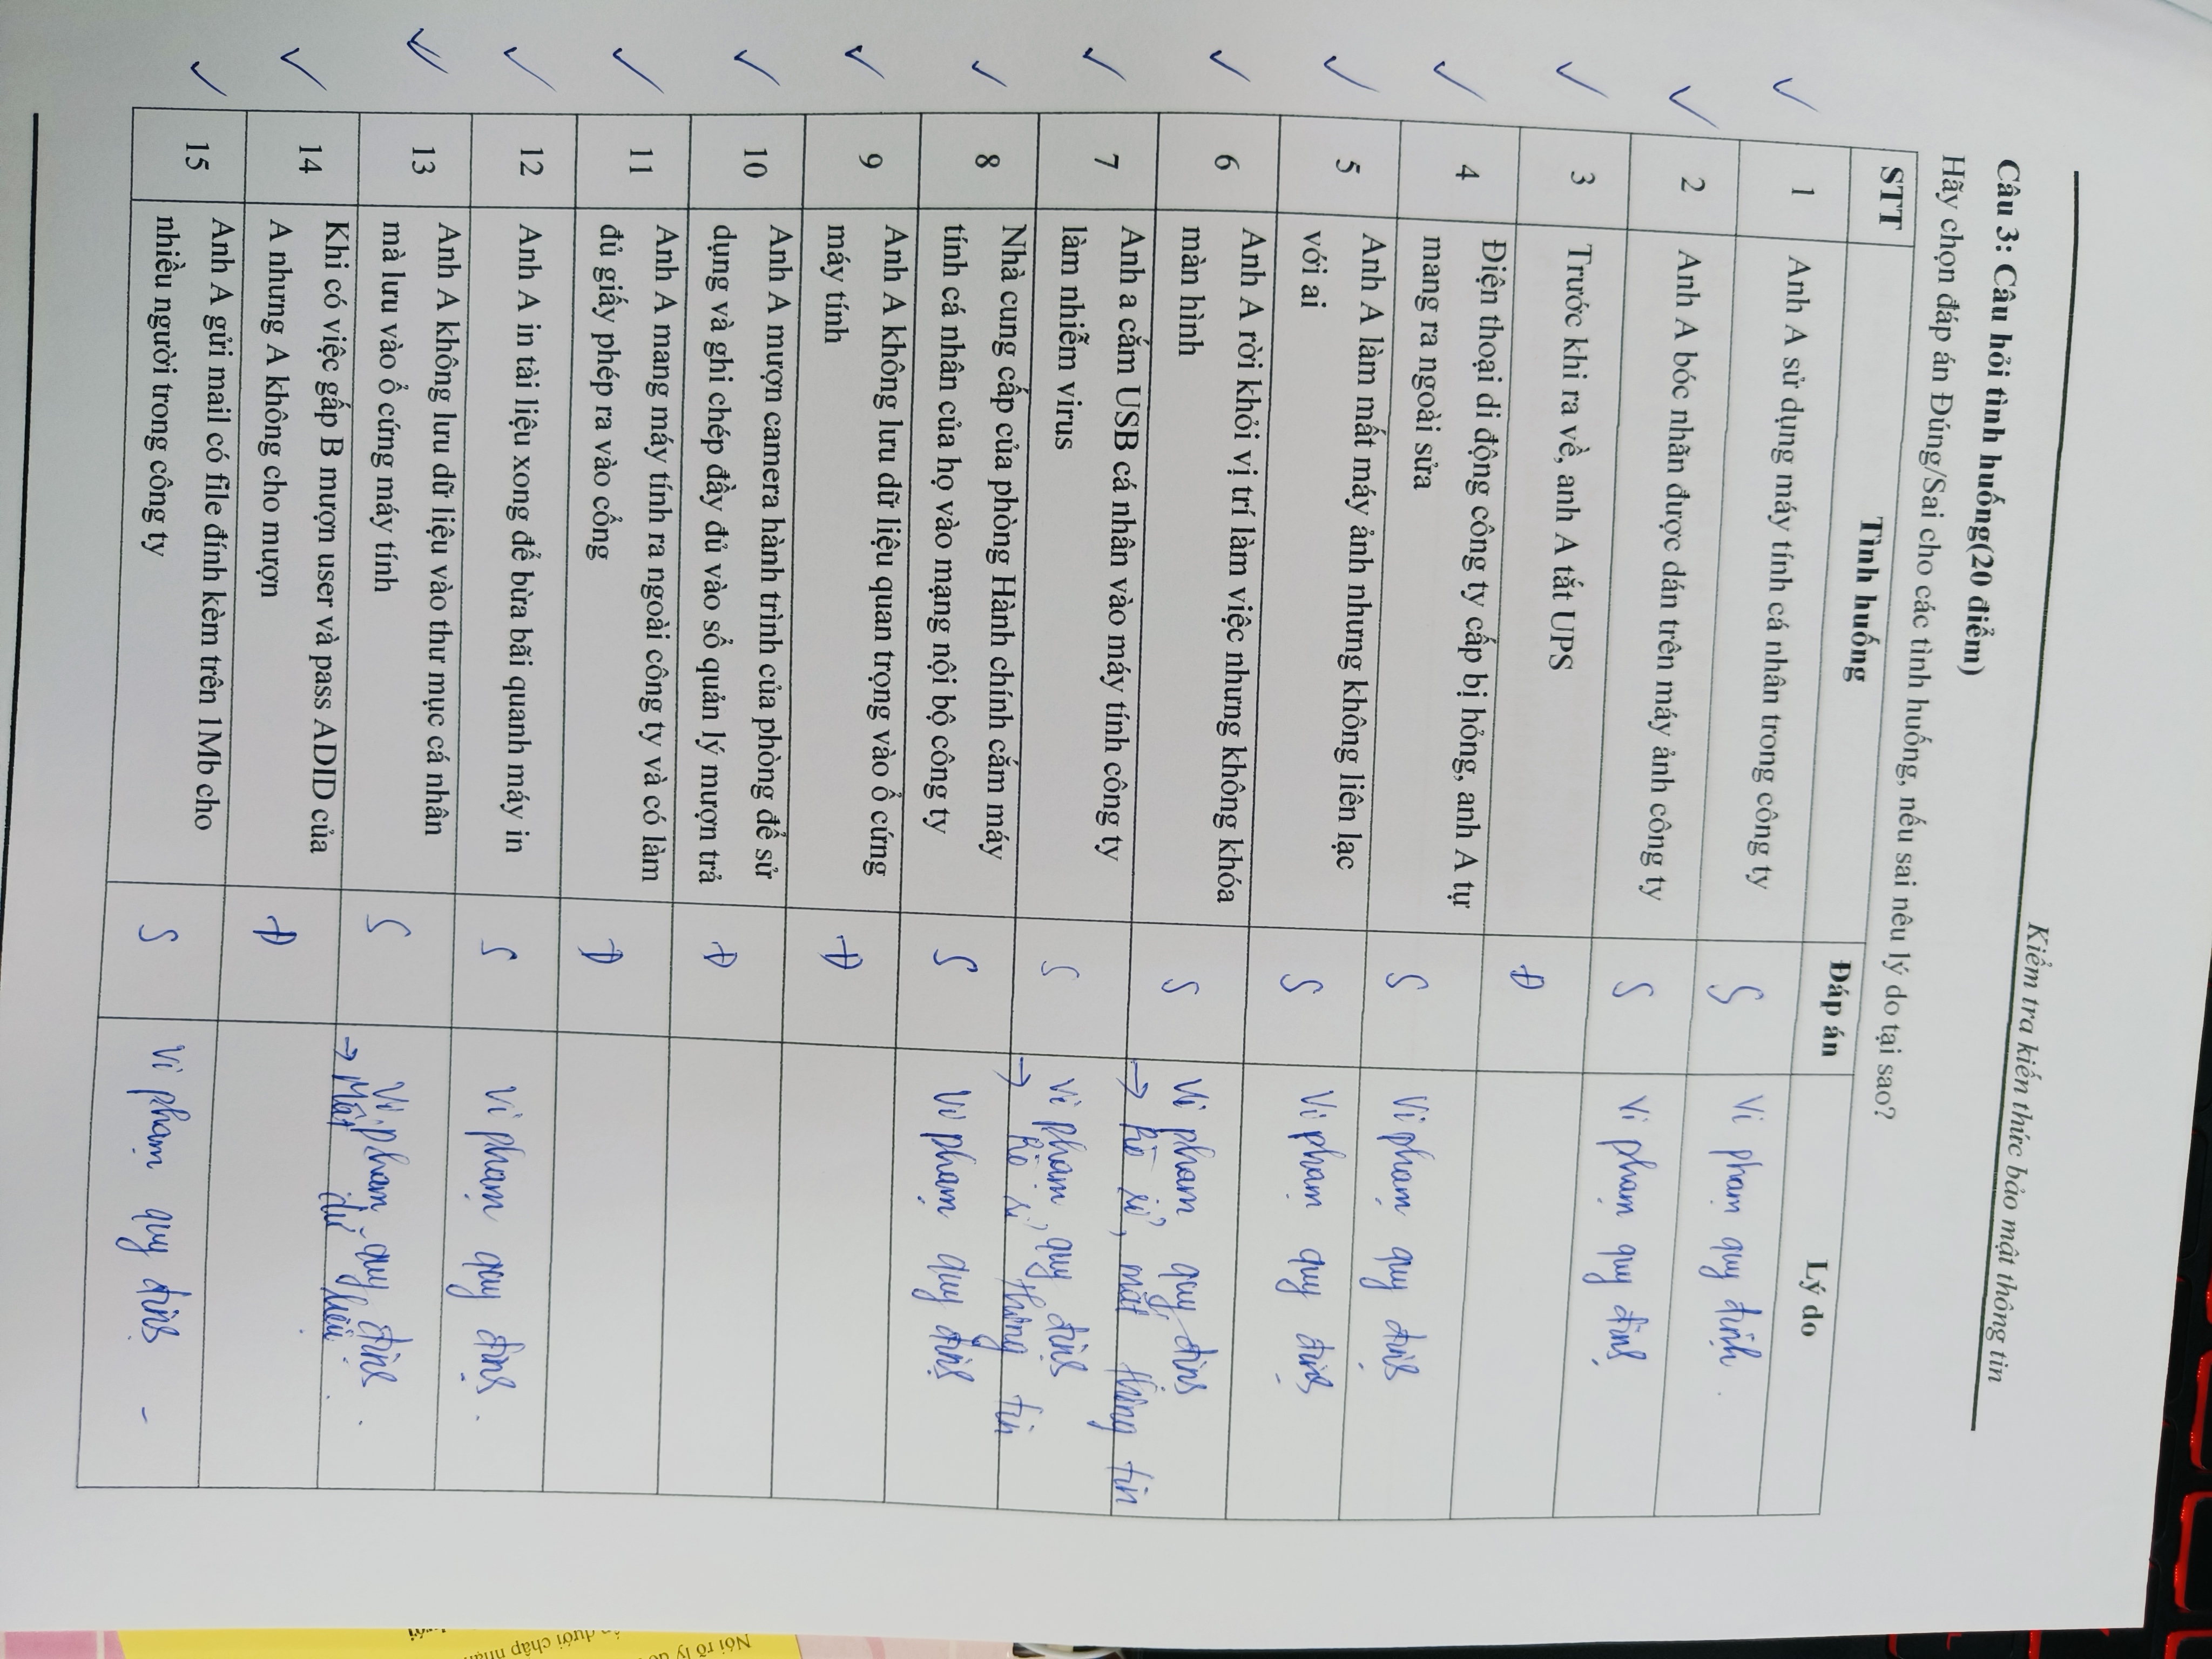 Kiểm tra kiến thức bảo mật thông tin
Câu 3: Câu hỏi tình huống(20 điểm)
Hãy chọn đáp án Đúng/Sai cho các tình huống, nếu sai nêu lý do tại sao?
STT Tình huống Đáp án Lý do
1 Anh A sử dụng máy tính cá nhân trong công ty S Vi phạm quy định.
2 Anh A bóc nhãn được dán trên máy ảnh công ty S Vi phạm quy định
3 Trước khi ra về, anh A tắt UPS Đ
4 Điện thoại di động công ty cấp bị hỏng, anh A tự S Vi phạm quy định
mang ra ngoài sửa
5 Anh A làm mất máy ảnh nhưng không liên lạc S Vi phạm quy định
với ai
6 Anh A rời khỏi vị trí làm việc nhưng không khóa S Vi phạm quy định
màn hình → Rò rỉ, mất thông tin
7 Anh a cắm USB cá nhân vào máy tính công ty S Vi phạm quy định
làm nhiễm virus → Rò rỉ thông tin
8 Nhà cung cấp của phòng Hành chính cắm máy S Vi phạm quy định
tính cá nhân của họ vào mạng nội bộ công ty
9 Anh A không lưu dữ liệu quan trọng vào ổ cứng Đ
máy tính
10 Anh A mượn camera hành trình của phòng để sử Đ
dụng và ghi chép đầy đủ vào sổ quản lý mượn trả
11 Anh A mang máy tính ra ngoài công ty và có làm Đ
đủ giấy phép ra vào cổng
12 Anh A in tài liệu xong để bừa bãi quanh máy in S Vi phạm quy định.
13 Anh A không lưu dữ liệu vào thư mục cá nhân S Vi phạm quy định.
mà lưu vào ổ cứng máy tính → Mất dữ liệu.
14 Khi có việc gấp B mượn user và pass ADID của Đ
A nhưng A không cho mượn
15 Anh A gửi mail có file đính kèm trên 1Mb cho S Vi phạm quy định -
nhiều người trong công ty
Nói rõ lý do